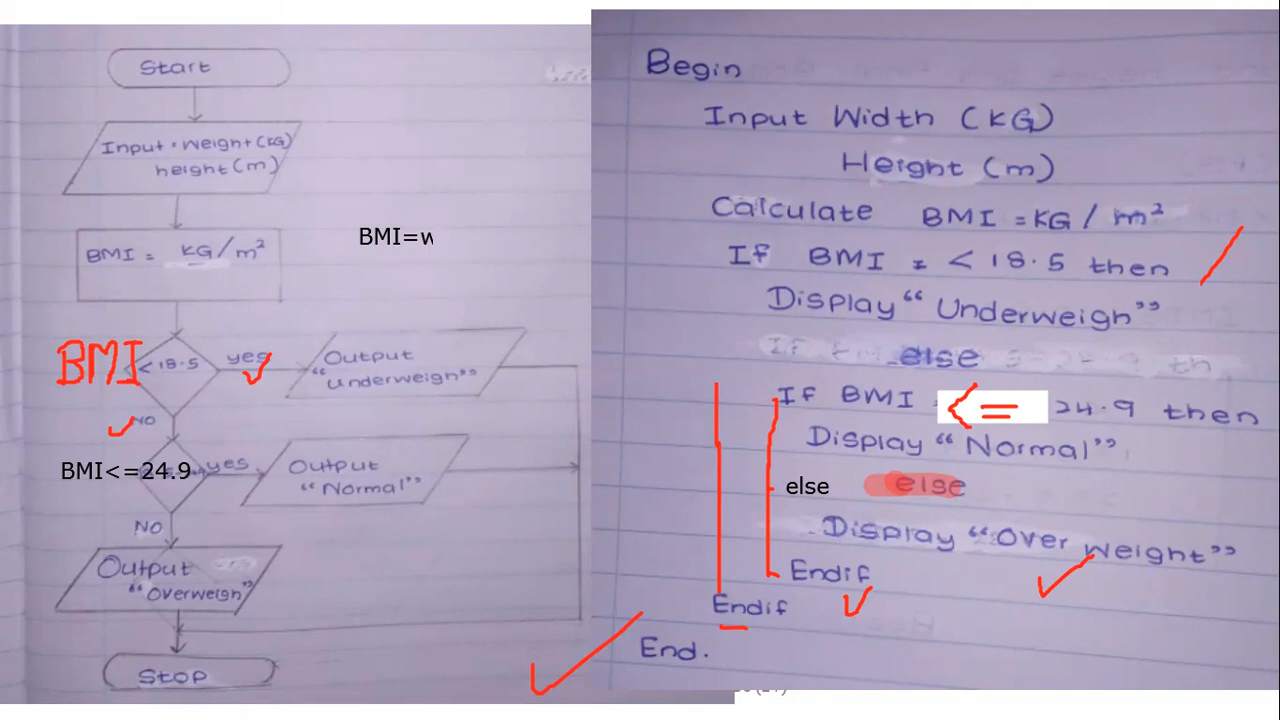 Start
Input · Weight (KG)
height (m)
BMI = KG/m²
BMI=w
BMI < 18.5
yes
Output
"Underweigh"
NO
BMI<=24.9
yes
Output
"Normal"
NO
Output
"Overweigh"
Stop
Begin
Input Width (KG)
Height (m)
Calculate BMI = KG / m²
If BMI = < 18.5 then
Display "Underweigh"
else
If BMI <= 24.9 then
Display "Normal"
else else
Display "Over weight"
Endif
Endif
End.